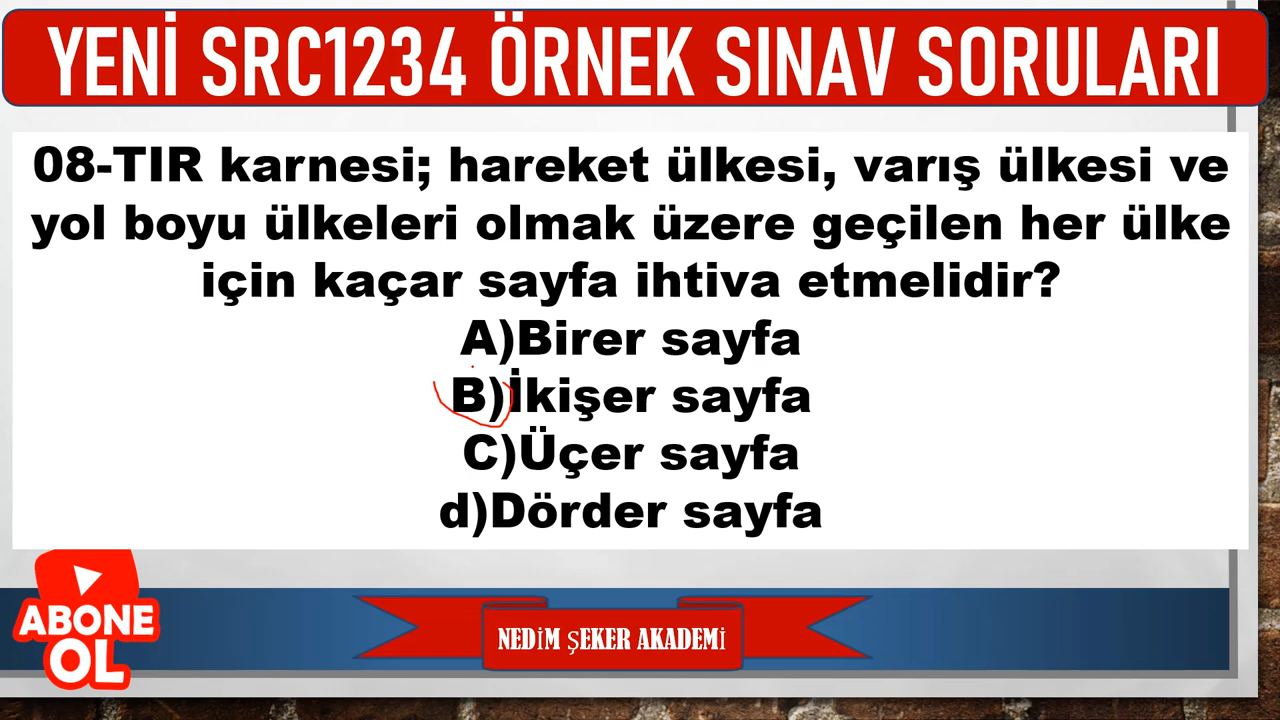 YENİ SRC1234 ÖRNEK SINAV SORULARI
08-TIR karnesi; hareket ülkesi, varış ülkesi ve
yol boyu ülkeleri olmak üzere geçilen her ülke
için kaçar sayfa ihtiva etmelidir?
A)Birer sayfa
B)İkişer sayfa
C)Üçer sayfa
d)Dörder sayfa
ABONE
OL
NEDİM ŞEKER AKADEMİ